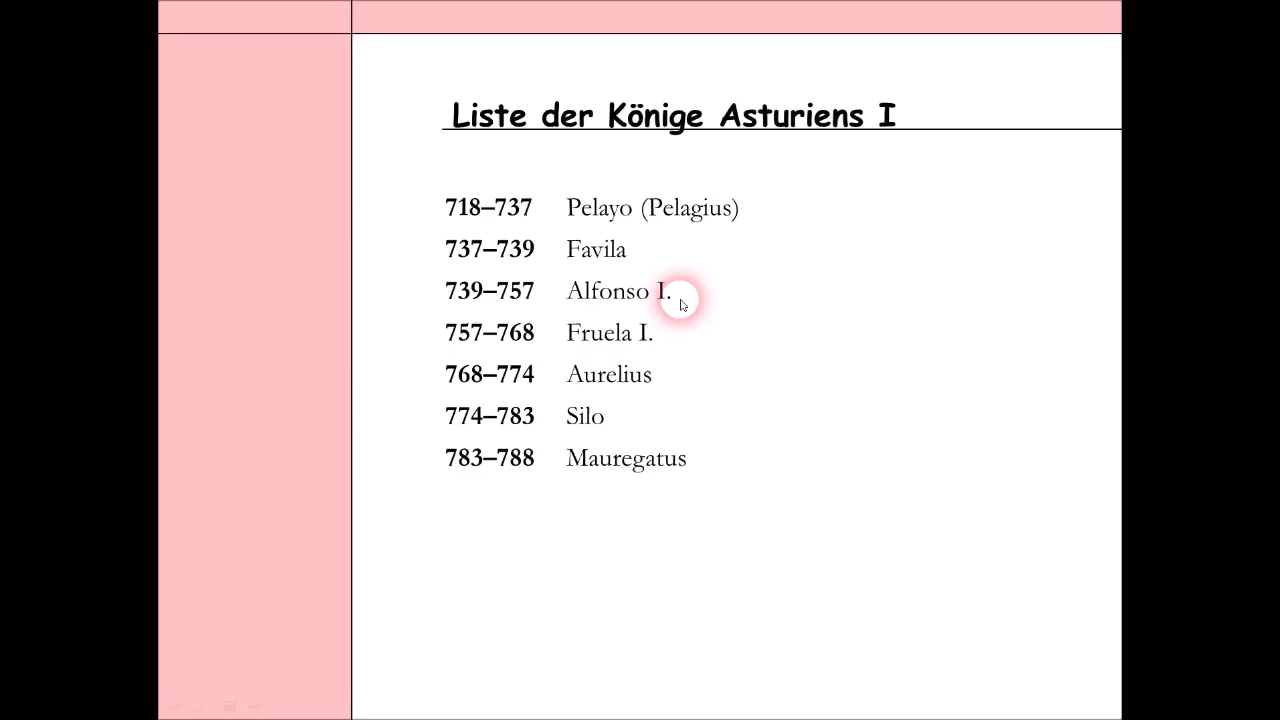 Liste der Könige Asturiens I
718–737 Pelayo (Pelagius)
737–739 Favila
739–757 Alfonso I.
757–768 Fruela I.
768–774 Aurelius
774–783 Silo
783–788 Mauregatus